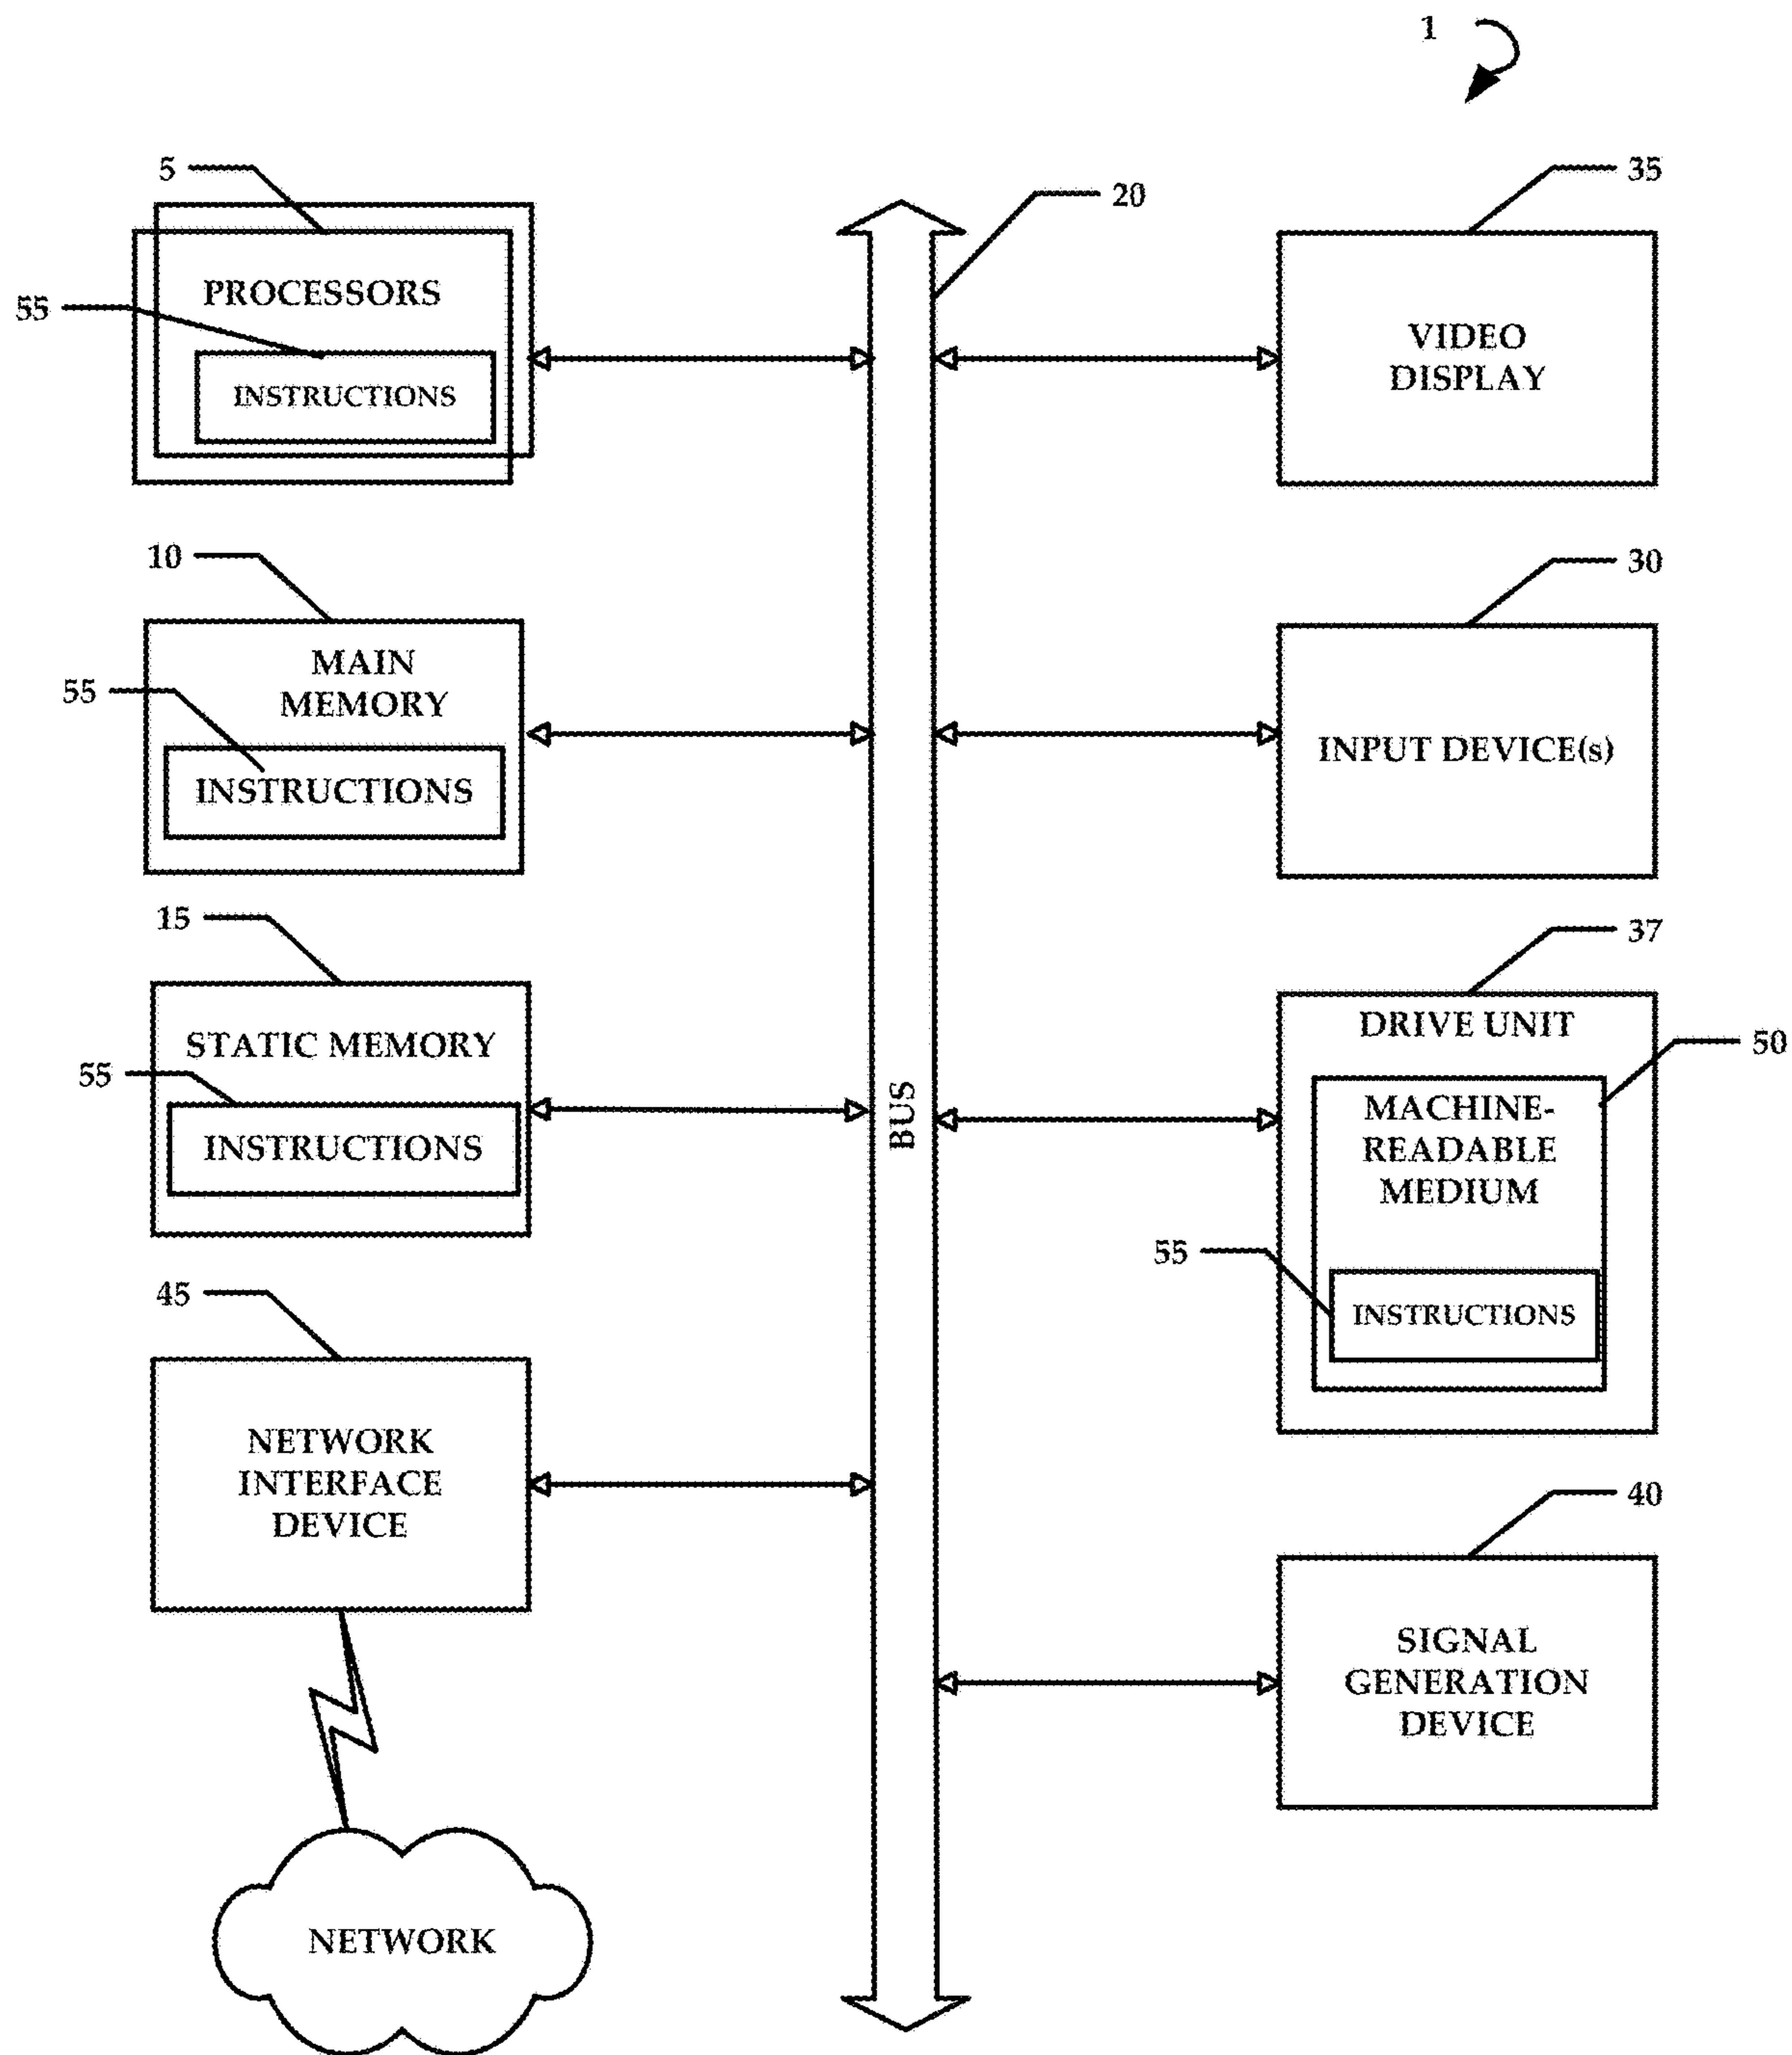 1
5
PROCESSORS
55
INSTRUCTIONS
10
MAIN
MEMORY
55
INSTRUCTIONS
15
STATIC MEMORY
55
INSTRUCTIONS
45
NETWORK
INTERFACE
DEVICE
NETWORK
20
BUS
35
VIDEO
DISPLAY
30
INPUT DEVICE(s)
37
DRIVE UNIT
50
MACHINE-
READABLE
MEDIUM
55
INSTRUCTIONS
40
SIGNAL
GENERATION
DEVICE